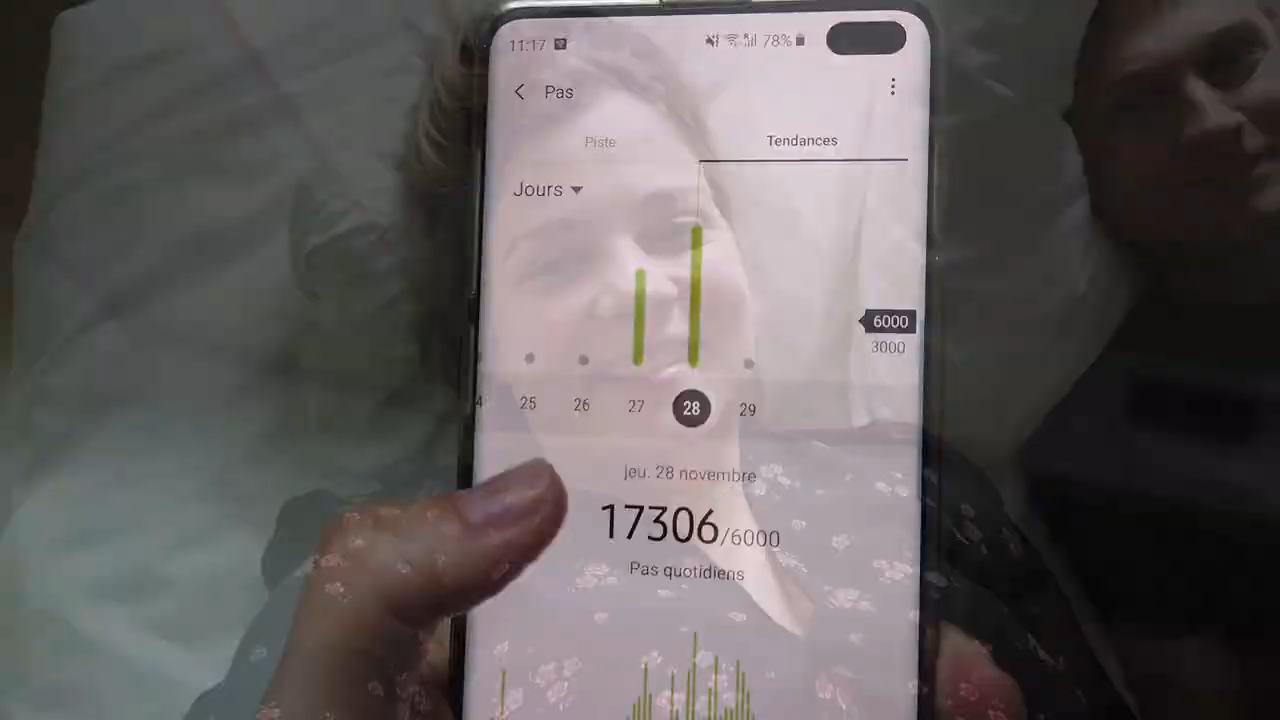 11:17 78%
Pas
Piste Tendances
Jours
6000
3000
4 25 26 27 28 29
jeu. 28 novembre
17306/6000
Pas quotidiens